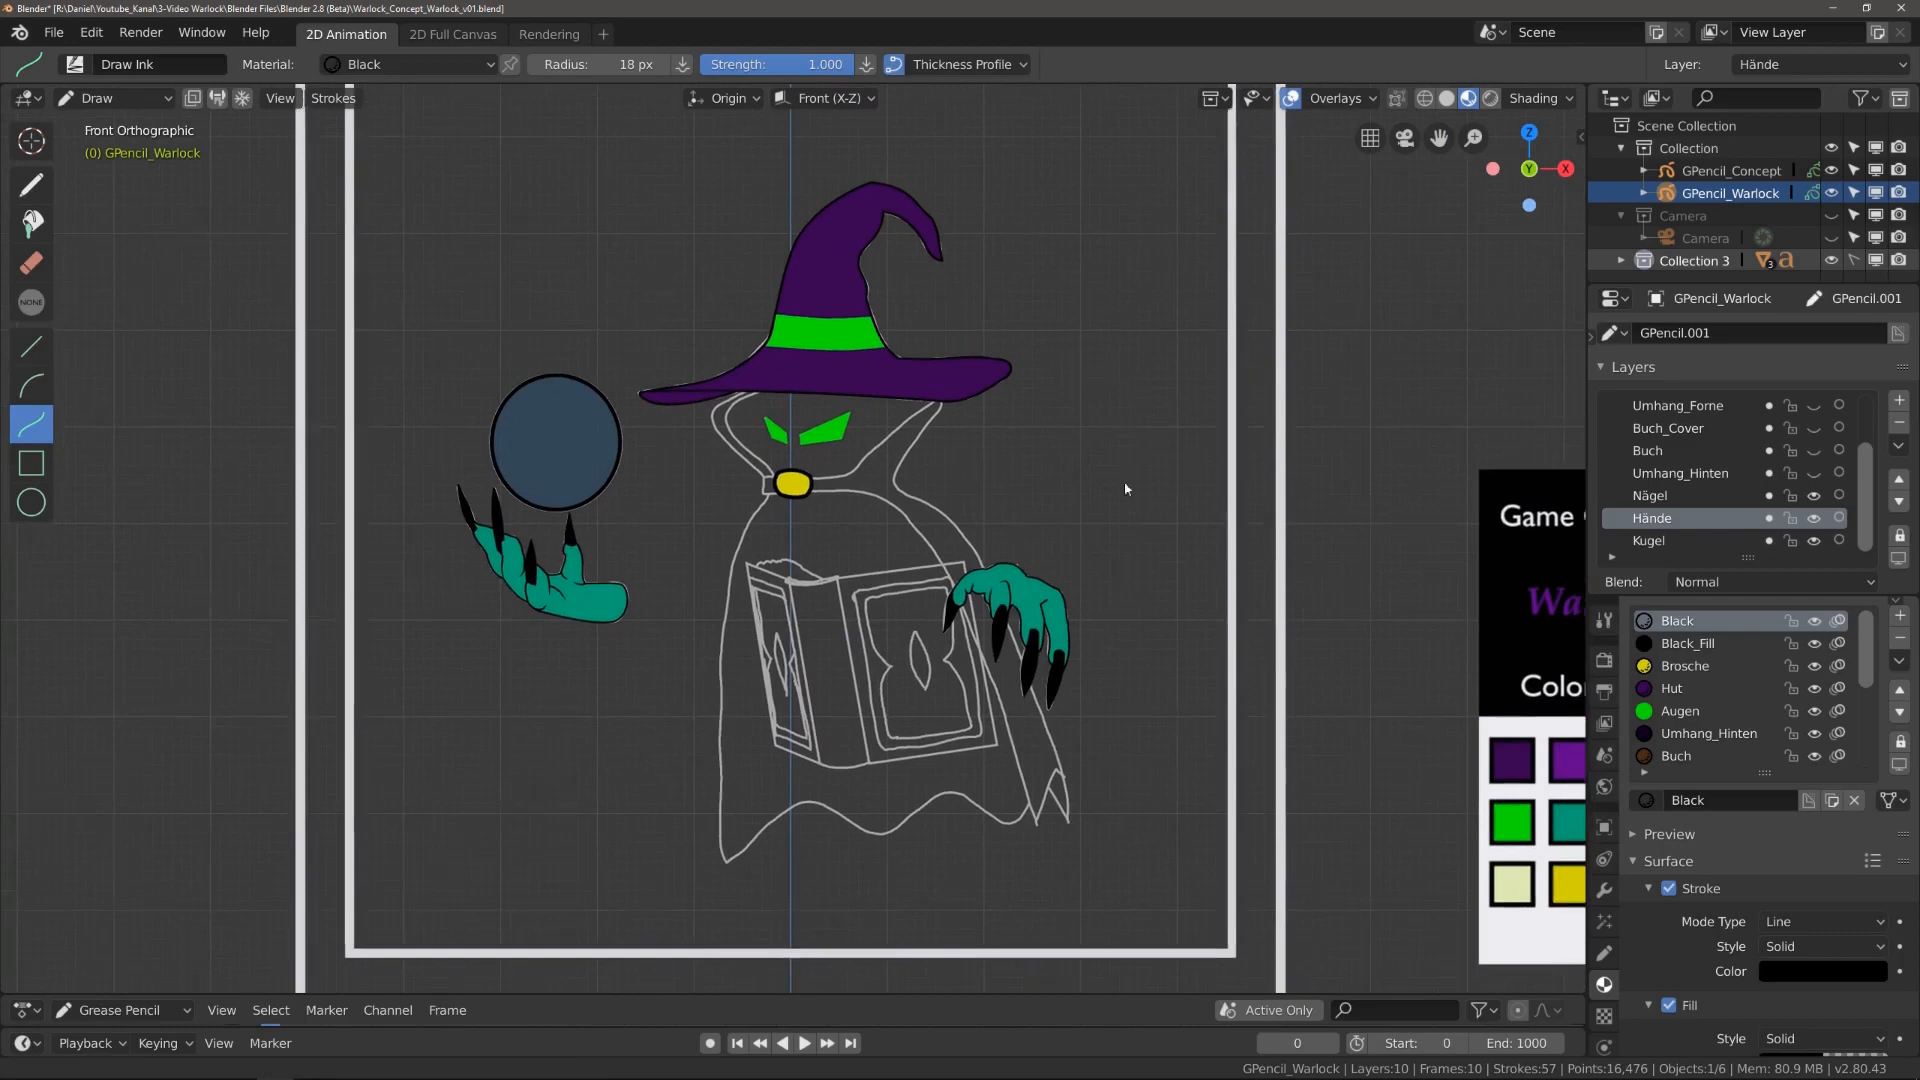 Blender* [R:\Daniel\Youtube_Kanal\3-Video Warlock\Blender Files\Blender 2.8 (Beta)\Warlock_Concept_Warlock_v01.blend]
File Edit Render Window Help 2D Animation 2D Full Canvas Rendering + Scene View Layer
Draw Ink Material: Black Radius: 18 px Strength: 1.000 Thickness Profile Layer: Hände
Draw View Strokes Origin Front (X-Z) Overlays Shading
Front Orthographic
(0) GPencil_Warlock
NONE
Z
Y
X
Scene Collection
Collection
GPencil_Concept
GPencil_Warlock
Camera
Camera
Collection 3 3
GPencil_Warlock GPencil.001
GPencil.001
Layers
Umhang_Forne
Buch_Cover
Buch
Umhang_Hinten
Nägel
Hände
Kugel
Blend: Normal
Game
Wa
Colo
Black
Black_Fill
Brosche
Hut
Augen
Umhang_Hinten
Buch
Black
Preview
Surface
Stroke
Mode Type Line
Style Solid
Color
Fill
Style Solid
Grease Pencil View Select Marker Channel Frame Active Only
Playback Keying View Marker 0 Start: 0 End: 1000
GPencil_Warlock | Layers:10 | Frames:10 | Strokes:57 | Points:16,476 | Objects:1/6 | Mem: 80.9 MB | v2.80.43